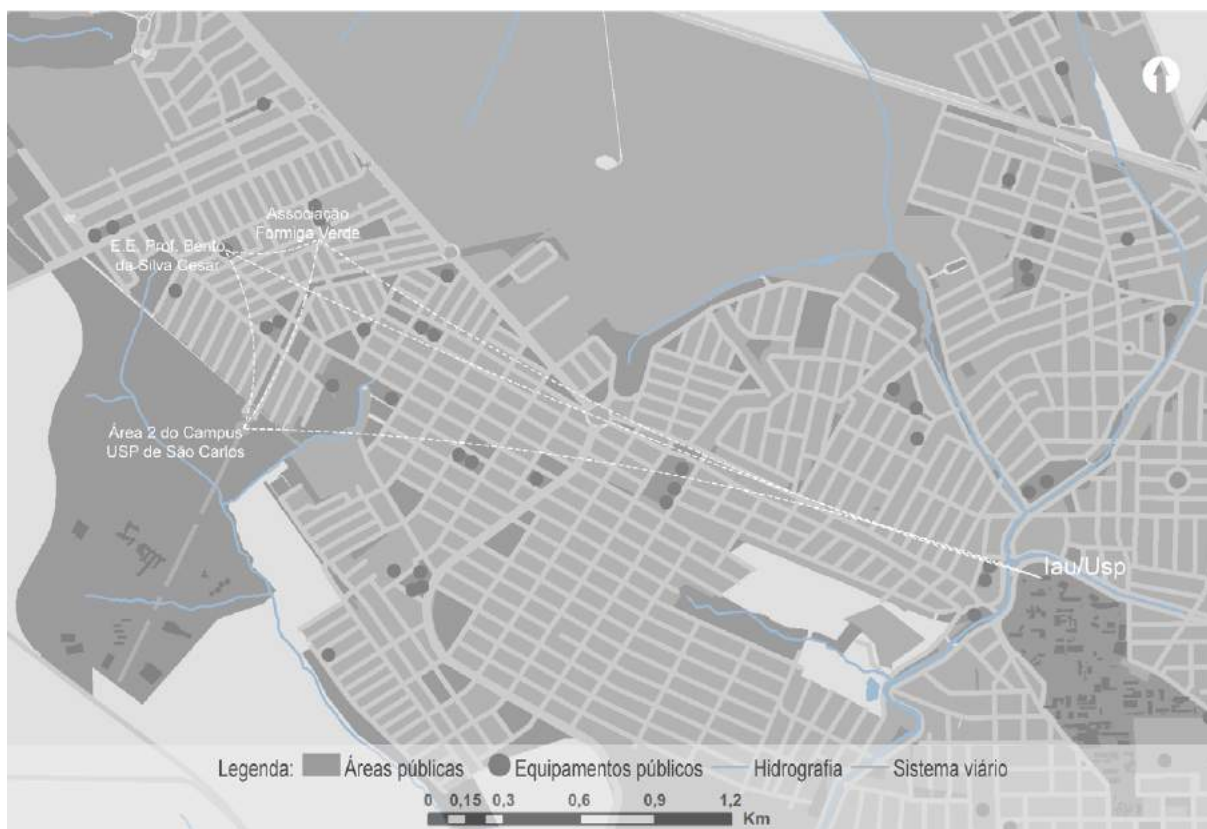 Associação
Formiga Verde
E.E. Prof. Bento
da Silva Cesar
Área 2 do Campus
USP de São Carlos
Iau/Usp
Legenda: Áreas públicas Equipamentos públicos Hidrografia Sistema viário
0 0,15 0,3 0,6 0,9 1,2
Km